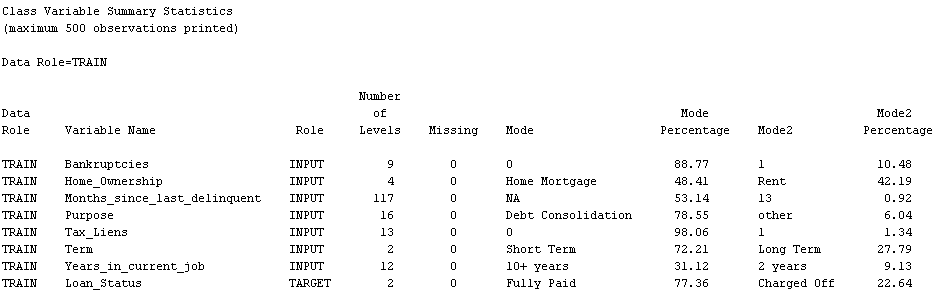 Class Variable Summary Statistics
(maximum 500 observations printed)
Data Role=TRAIN
Number
Data of Mode Mode2
Role Variable Name Role Levels Missing Mode Percentage Mode2 Percentage
TRAIN Bankruptcies INPUT 9 0 0 88.77 1 10.48
TRAIN Home_Ownership INPUT 4 0 Home Mortgage 48.41 Rent 42.19
TRAIN Months_since_last_delinquent INPUT 117 0 NA 53.14 13 0.92
TRAIN Purpose INPUT 16 0 Debt Consolidation 78.55 other 6.04
TRAIN Tax_Liens INPUT 13 0 0 98.06 1 1.34
TRAIN Term INPUT 2 0 Short Term 72.21 Long Term 27.79
TRAIN Years_in_current_job INPUT 12 0 10+ years 31.12 2 years 9.13
TRAIN Loan_Status TARGET 2 0 Fully Paid 77.36 Charged Off 22.64